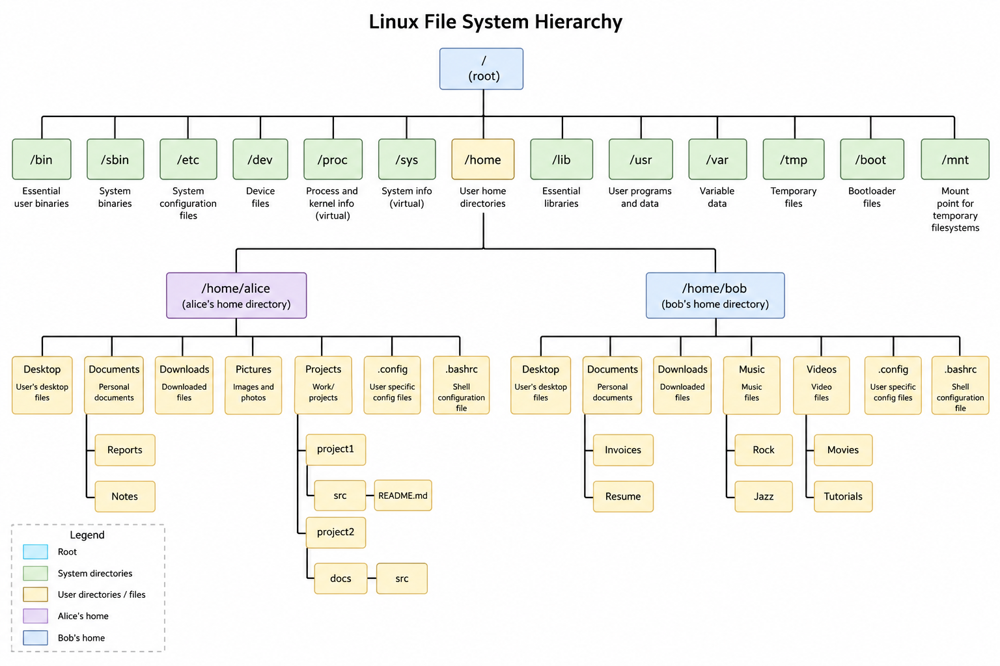 Linux File System Hierarchy
/
(root)
/bin
/sbin
/etc
/dev
/proc
/sys
/home
/lib
/usr
/var
/tmp
/boot
/mnt
Essential
user binaries
System
binaries
System
configuration
files
Device
files
Process and
kernel info
(virtual)
System info
(virtual)
User home
directories
Essential
libraries
User programs
and data
Variable
data
Temporary
files
Bootloader
files
Mount
point for
temporary
filesystems
/home/alice
(alice's home directory)
/home/bob
(bob's home directory)
Desktop
User's desktop
files
Documents
Personal
documents
Downloads
Downloaded
files
Pictures
Images and
photos
Projects
Work/
projects
.config
User specific
config files
.bashrc
Shell
configuration
file
Desktop
User's desktop
files
Documents
Personal
documents
Downloads
Downloaded
files
Music
Music
files
Videos
Video
files
.config
User specific
config files
.bashrc
Shell
configuration
file
Reports
Notes
project1
src
README.md
project2
docs
src
Invoices
Resume
Rock
Jazz
Movies
Tutorials
Legend
Root
System directories
User directories / files
Alice's home
Bob's home